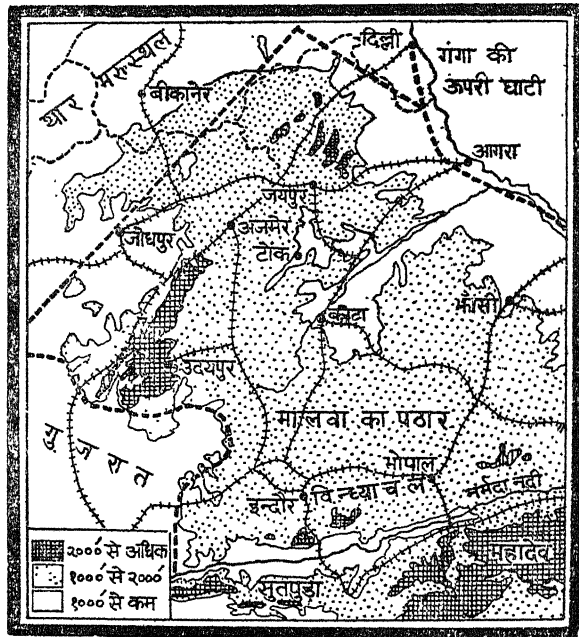 दिल्ली
गंगा की
ऊपरी घाटी
थार मरुस्थल
बीकानेर
आगरा
जयपुर
अजमेर
जोधपुर
टोंक
कोटा
झाँसी
उदयपुर
मालवा का पठार
गुजरात
भोपाल
इन्दौर
विन्ध्याचल
नर्मदा नदी
महादेव
सतपुड़ा
२०००' से अधिक
१०००' से २०००'
१०००' से कम